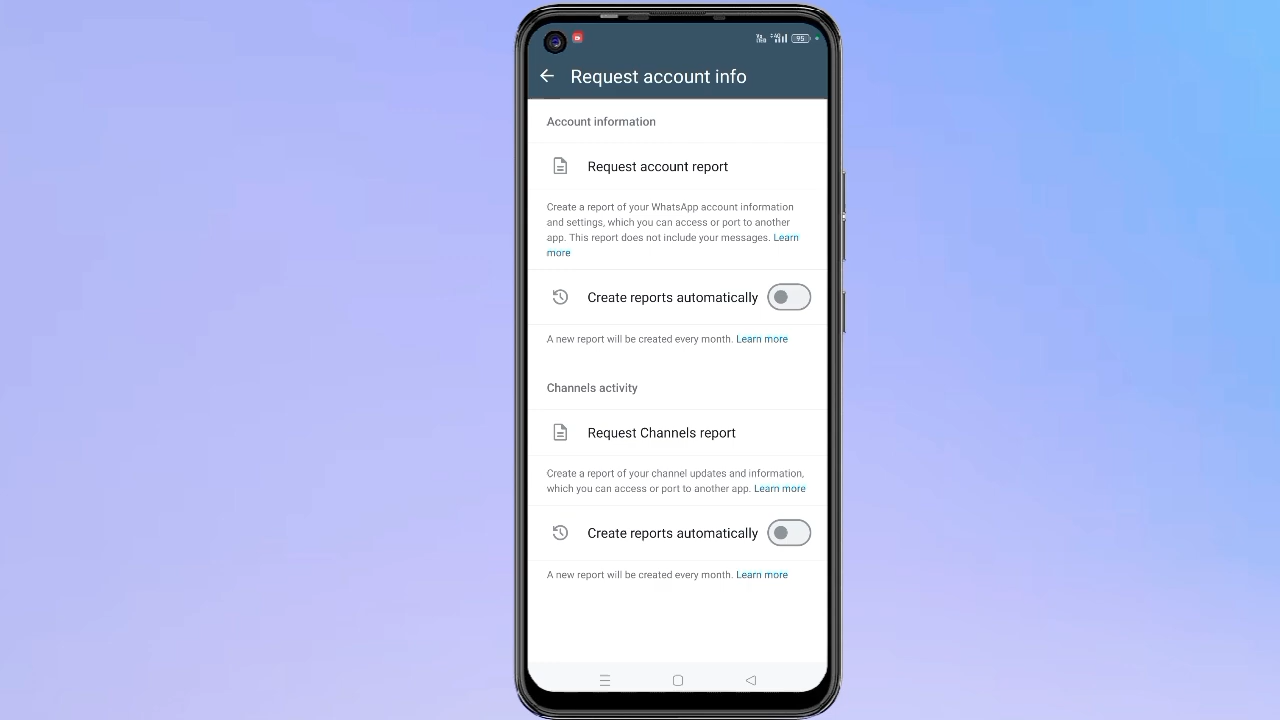 95
Request account info
Account information
Request account report
Create a report of your WhatsApp account information
and settings, which you can access or port to another
app. This report does not include your messages. Learn
more
Create reports automatically
A new report will be created every month. Learn more
Channels activity
Request Channels report
Create a report of your channel updates and information,
which you can access or port to another app. Learn more
Create reports automatically
A new report will be created every month. Learn more